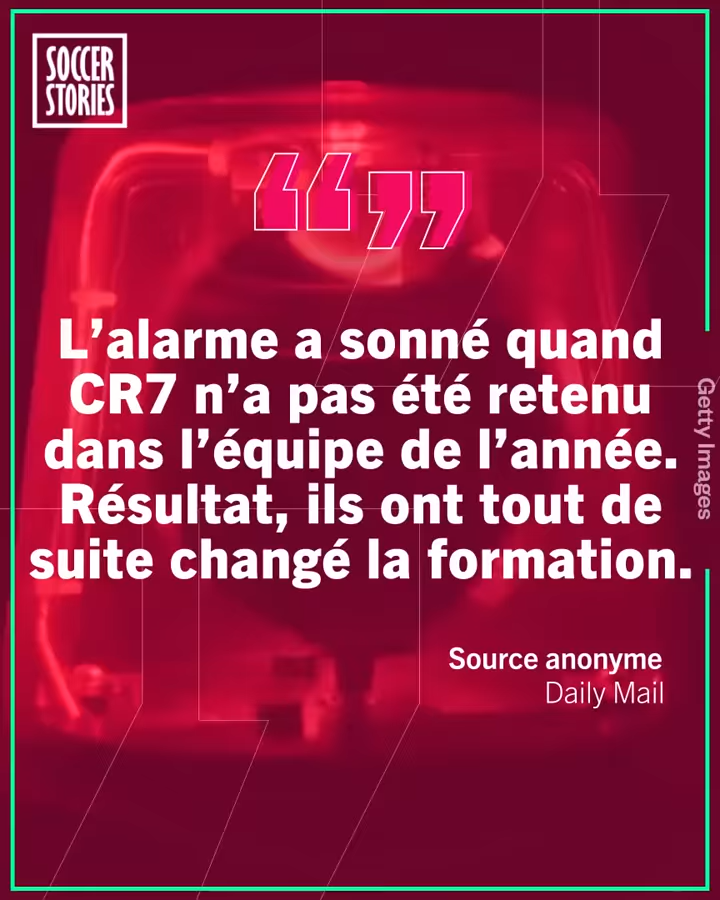 SOCCER
STORIES
“”
L’alarme a sonné quand
CR7 n’a pas été retenu
dans l’équipe de l’année.
Résultat, ils ont tout de
suite changé la formation.
Source anonyme
Daily Mail
Getty Images